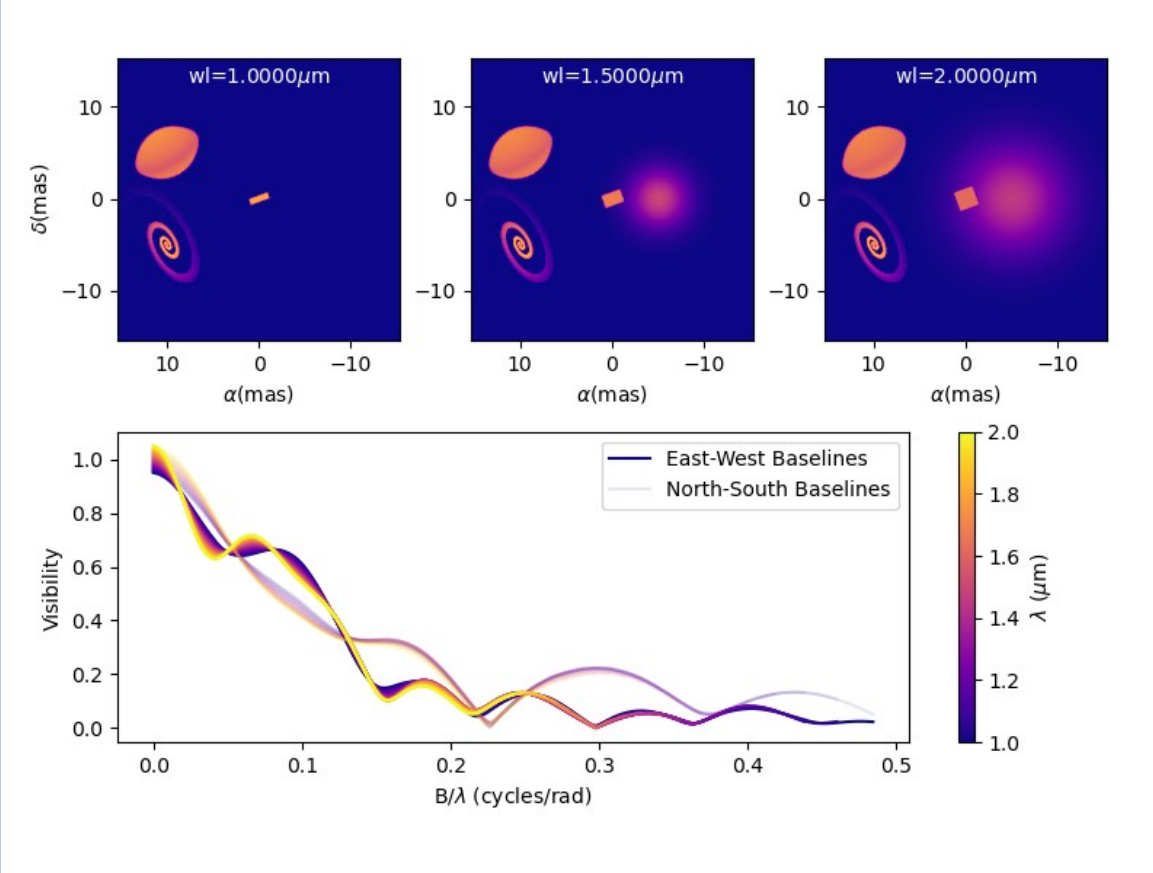 wl=1.0000μm wl=1.5000μm wl=2.0000μm
10 10 10
δ(mas)
0 0 0
−10 −10 −10
10 0 −10 10 0 −10 10 0 −10
α(mas) α(mas) α(mas)
East-West Baselines
North-South Baselines
Visibility
1.0
0.8
0.6
0.4
0.2
0.0
0.0 0.1 0.2 0.3 0.4 0.5
B/λ (cycles/rad)
2.0
1.8
1.6
1.4
1.2
1.0
λ (μm)